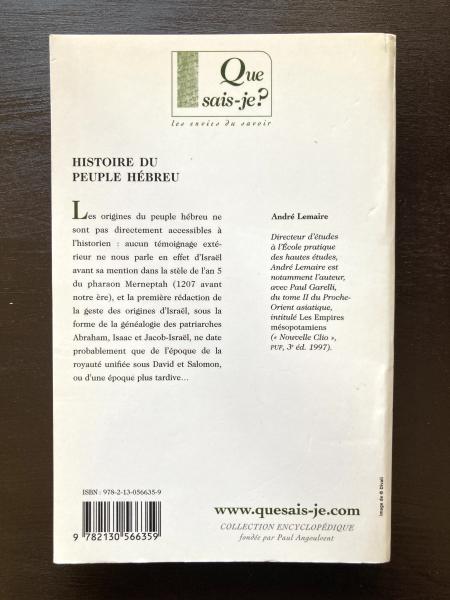 Que
sais-je?
les envies du savoir
HISTOIRE DU
PEUPLE HÉBREU
Les origines du peuple hébreu ne
sont pas directement accessibles à
l'historien : aucun témoignage exté-
rieur ne nous parle en effet d'Israël
avant sa mention dans la stèle de l'an 5
du pharaon Merneptah (1207 avant
notre ère), et la première rédaction de
la geste des origines d'Israël, sous la
forme de la généalogie des patriarches
Abraham, Isaac et Jacob-Israël, ne date
probablement que de l'époque de la
royauté unifiée sous David et Salomon,
ou d'une époque plus tardive...
André Lemaire
Directeur d'études
à l'École pratique
des hautes études,
André Lemaire est
notamment l'auteur,
avec Paul Garelli,
du tome II du Proche-
Orient asiatique,
intitulé Les Empires
mésopotamiens
(« Nouvelle Clio »,
PUF, 3e éd. 1997).
ISBN : 978-2-13-056635-9
9 782130 566359
www.quesais-je.com
COLLECTION ENCYCLOPÉDIQUE
fondée par Paul Angoulvent
Image de © Divali